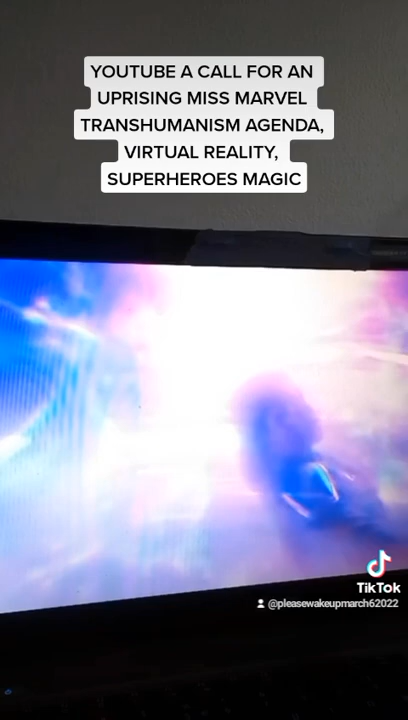 YOUTUBE A CALL FOR AN
UPRISING MISS MARVEL
TRANSHUMANISM AGENDA,
VIRTUAL REALITY,
SUPERHEROES MAGIC
TikTok
@pleasewakeupmarch62022